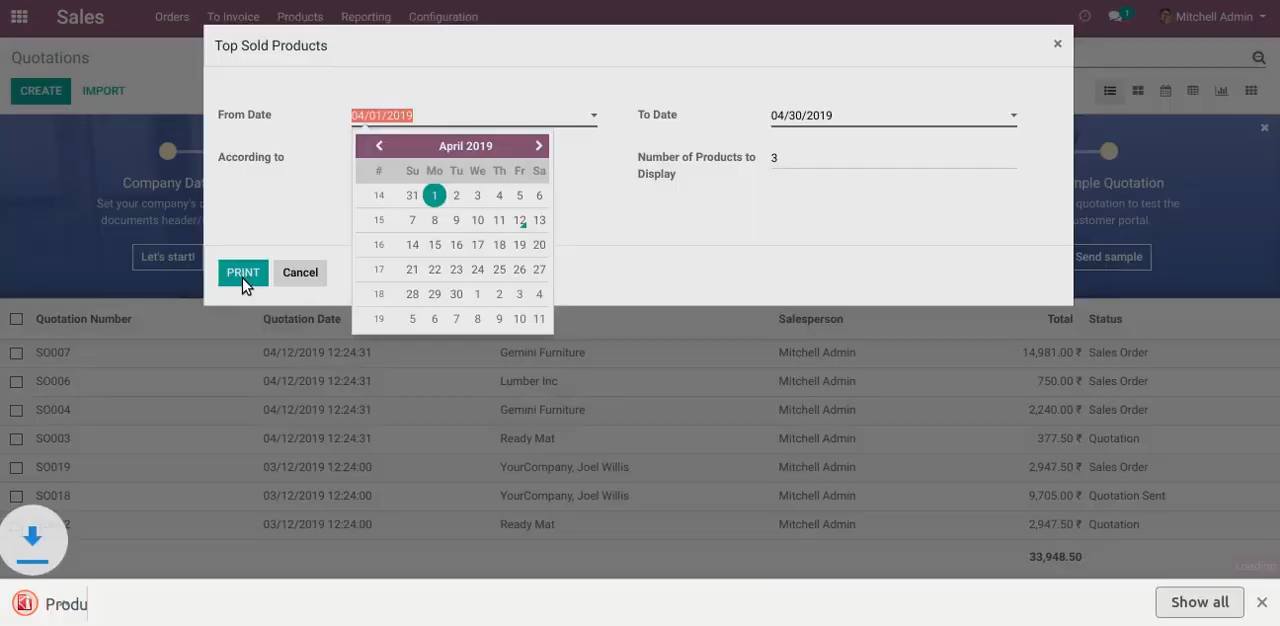 Sales Orders To Invoice Products Reporting Configuration 1 Mitchell Admin
Top Sold Products ×
Quotations
CREATE IMPORT
From Date 04/01/2019 To Date 04/30/2019
According to Number of Products to Display 3
April 2019
# Su Mo Tu We Th Fr Sa
14 31 1 2 3 4 5 6
15 7 8 9 10 11 12 13
16 14 15 16 17 18 19 20
17 21 22 23 24 25 26 27
18 28 29 30 1 2 3 4
19 5 6 7 8 9 10 11
Company Dat
Set your company's d
documents header/
Let's start!
nple Quotation
quotation to test the
customer portal.
Send sample
PRINT Cancel
Quotation Number Quotation Date Salesperson Total Status
SO007 04/12/2019 12:24:31 Gemini Furniture Mitchell Admin 14,981.00 ₹ Sales Order
SO006 04/12/2019 12:24:31 Lumber Inc Mitchell Admin 750.00 ₹ Sales Order
SO004 04/12/2019 12:24:31 Gemini Furniture Mitchell Admin 2,240.00 ₹ Sales Order
SO003 04/12/2019 12:24:31 Ready Mat Mitchell Admin 377.50 ₹ Quotation
SO019 03/12/2019 12:24:00 YourCompany, Joel Willis Mitchell Admin 2,947.50 ₹ Sales Order
SO018 03/12/2019 12:24:00 YourCompany, Joel Willis Mitchell Admin 9,705.00 ₹ Quotation Sent
2 03/12/2019 12:24:00 Ready Mat Mitchell Admin 2,947.50 ₹ Quotation
33,948.50
Loading
Produ Show all